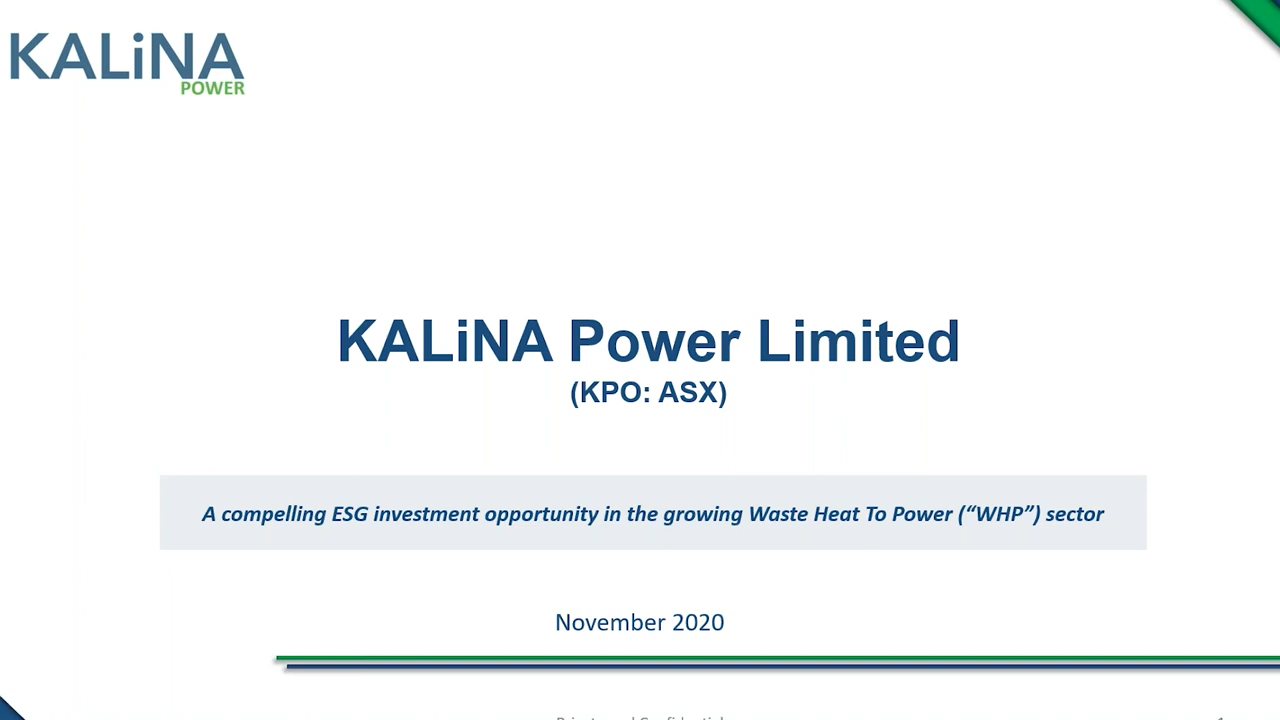 KALiNA
POWER
KALiNA Power Limited
(KPO: ASX)
A compelling ESG investment opportunity in the growing Waste Heat To Power (“WHP”) sector
November 2020